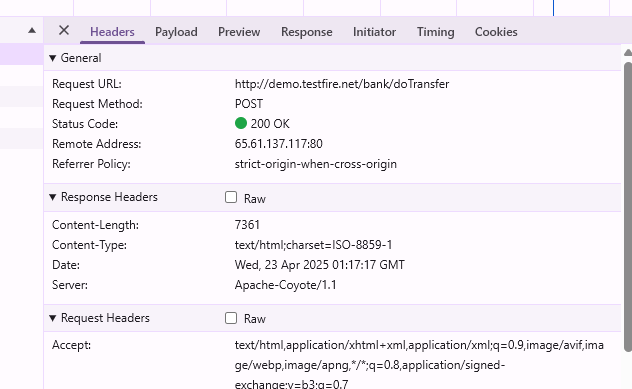 Headers Payload Preview Response Initiator Timing Cookies
General
Request URL: http://demo.testfire.net/bank/doTransfer
Request Method: POST
Status Code: 200 OK
Remote Address: 65.61.137.117:80
Referrer Policy: strict-origin-when-cross-origin
Response Headers Raw
Content-Length: 7361
Content-Type: text/html;charset=ISO-8859-1
Date: Wed, 23 Apr 2025 01:17:17 GMT
Server: Apache-Coyote/1.1
Request Headers Raw
Accept: text/html,application/xhtml+xml,application/xml;q=0.9,image/avif,ima
ge/webp,image/apng,*/*;q=0.8,application/signed-
exchange;v=b3;q=0.7